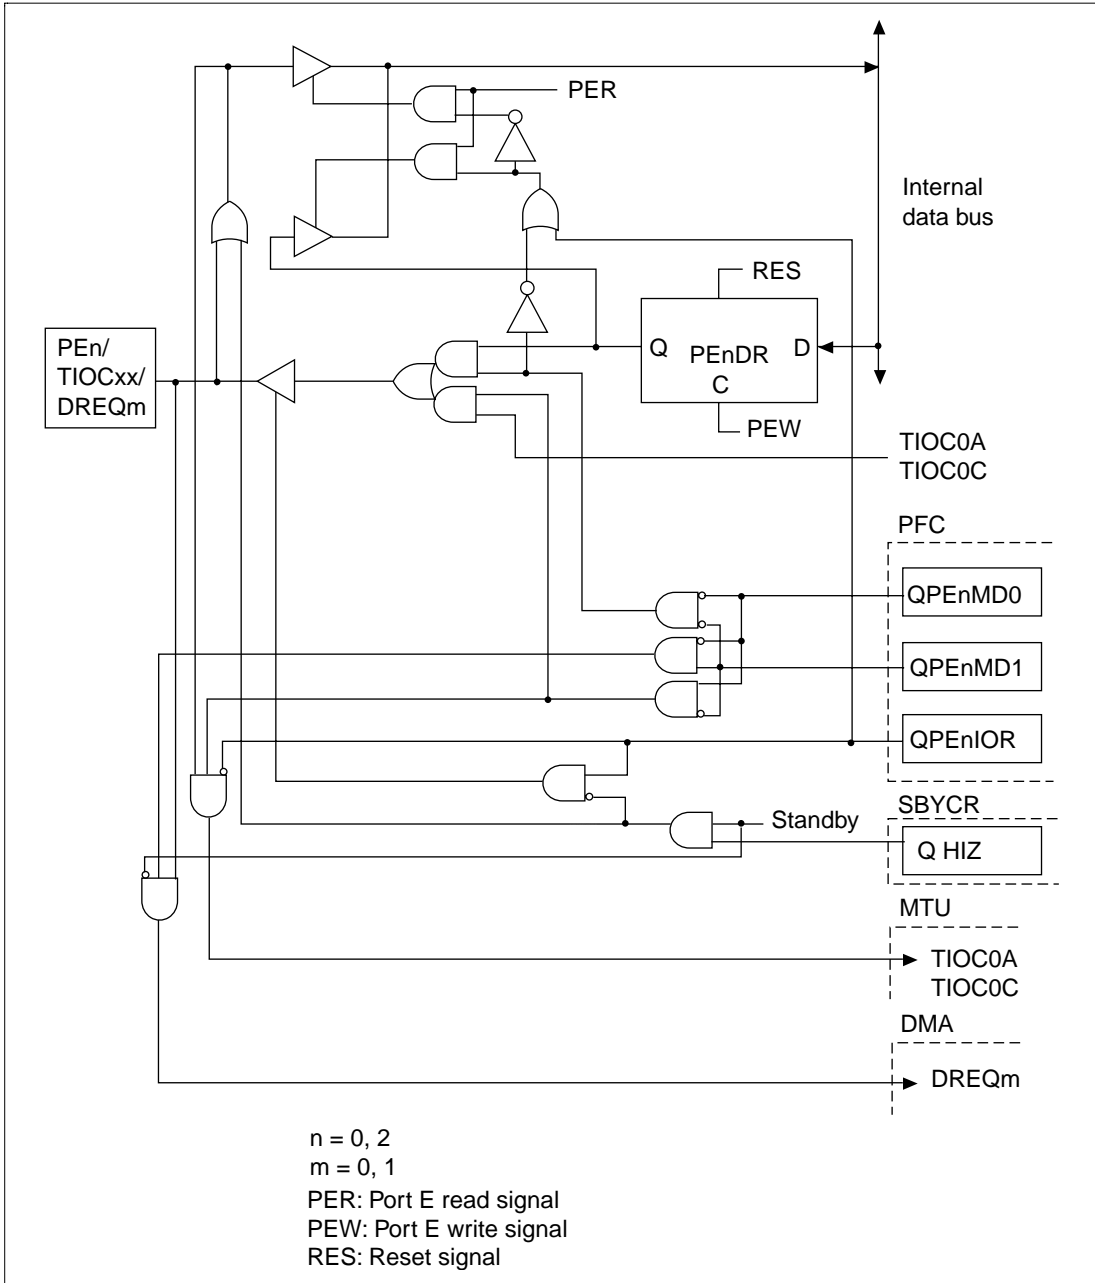 PER
Internal
data bus
RES
PEn/
TIOCxx/
DREQm
Q
PEnDR
D
C
PEW
TIOC0A
TIOC0C
PFC
QPEnMD0
QPEnMD1
QPEnIOR
SBYCR
Standby
Q HIZ
MTU
TIOC0A
TIOC0C
DMA
DREQm
n = 0, 2
m = 0, 1
PER: Port E read signal
PEW: Port E write signal
RES: Reset signal